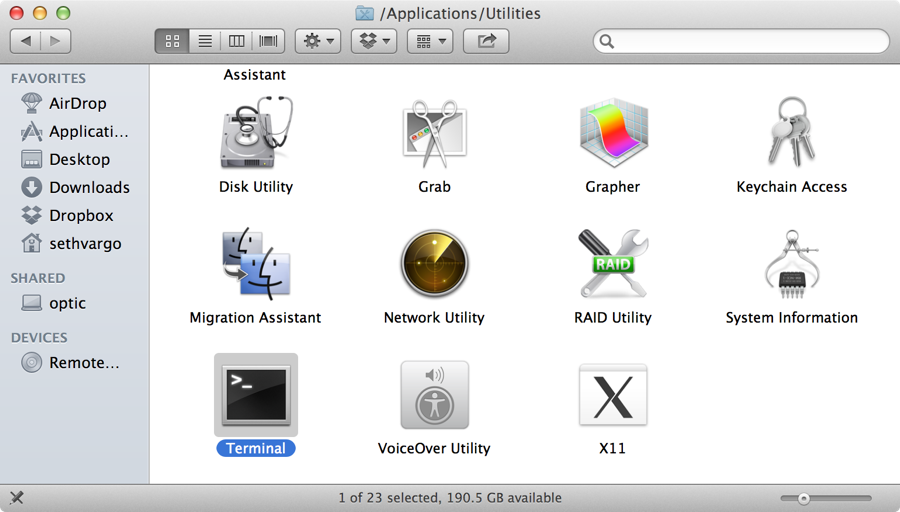 /Applications/Utilities
FAVORITES
AirDrop
Applicati...
Desktop
Downloads
Dropbox
sethvargo
SHARED
optic
DEVICES
Remote...
Assistant
Disk Utility
Grab
Grapher
Keychain Access
Migration Assistant
Network Utility
RAID
RAID Utility
System Information
>_
Terminal
VoiceOver Utility
X
X11
1 of 23 selected, 190.5 GB available